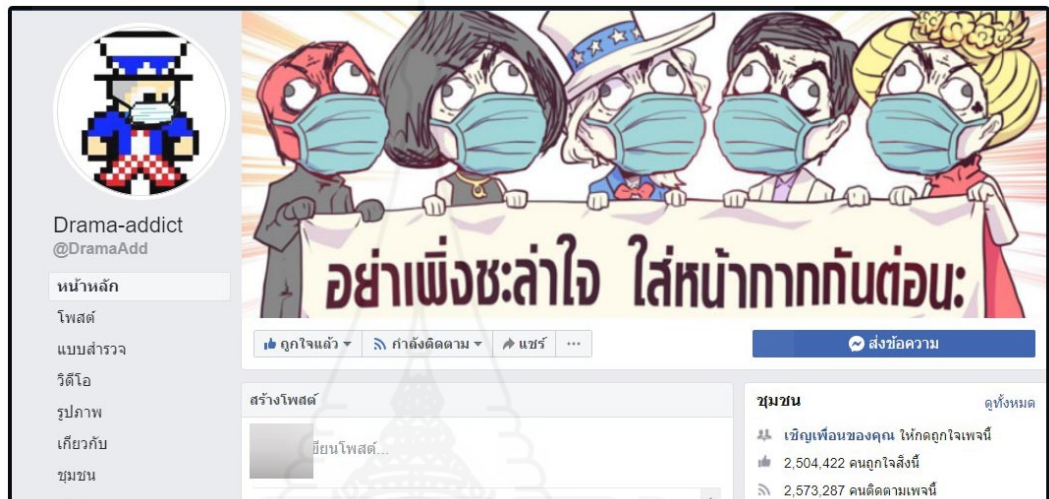 Drama-addict
@DramaAdd
หน้าหลัก
โพสต์
แบบสำรวจ
วิดีโอ
รูปภาพ
เกี่ยวกับ
ชุมชน
อย่าเพิ่งชะล่าใจ ใส่หน้ากากกันต่อนะ
ถูกใจแล้ว กำลังติดตาม แชร์ ...
ส่งข้อความ
สร้างโพสต์
ขียนโพสต์...
ชุมชน ดูทั้งหมด
เชิญเพื่อนของคุณ ให้กดถูกใจเพจนี้
2,504,422 คนถูกใจสิ่งนี้
2,573,287 คนติดตามเพจนี้